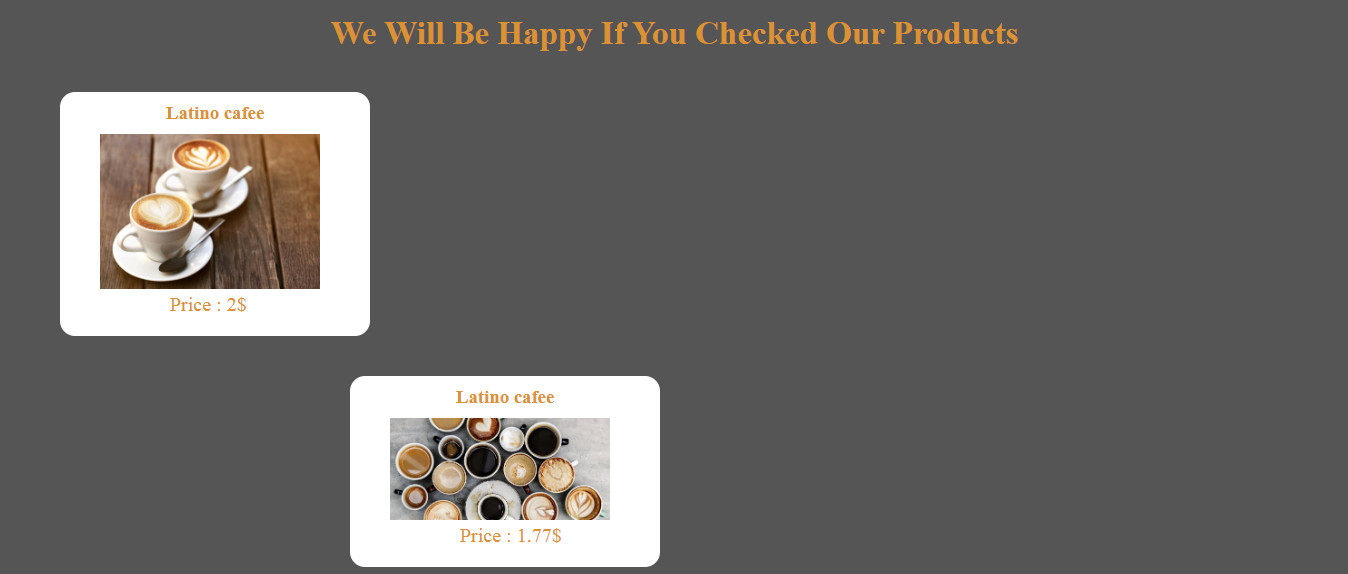 We Will Be Happy If You Checked Our Products
Latino cafee
Price : 2$
Latino cafee
Price : 1.77$